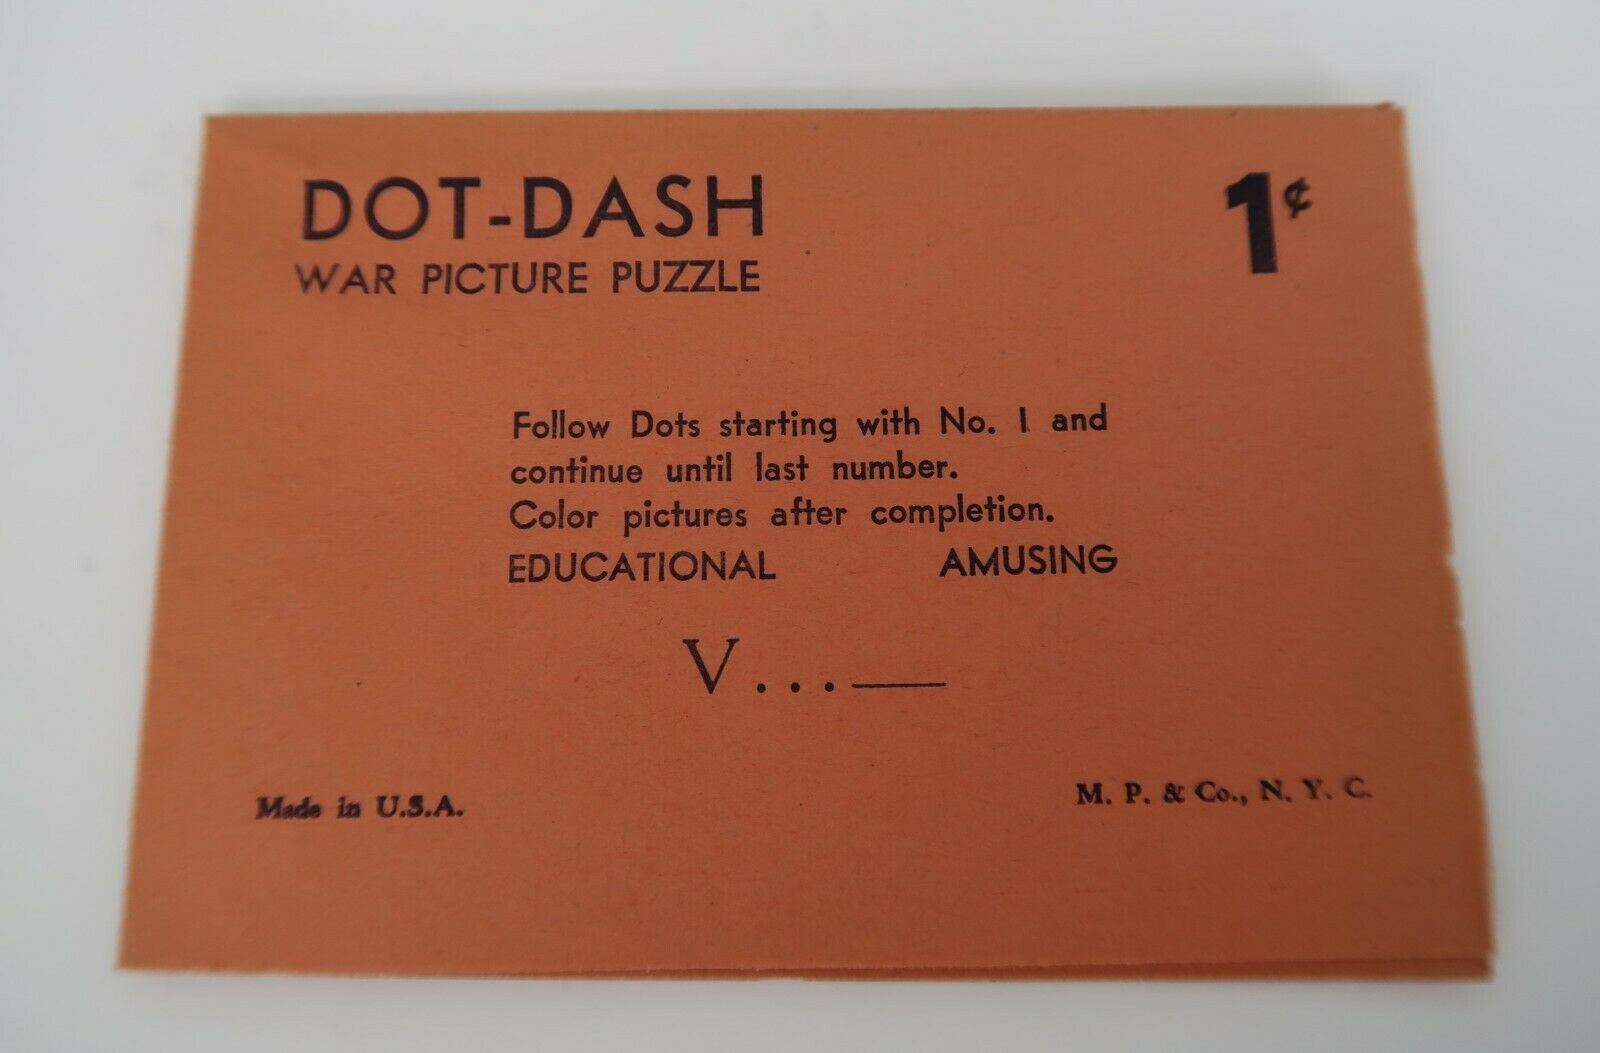 DOT-DASH
1¢
WAR PICTURE PUZZLE
Follow Dots starting with No. 1 and
continue until last number.
Color pictures after completion.
EDUCATIONAL AMUSING
V...—
Made in U.S.A.
M. P. & Co., N. Y. C.